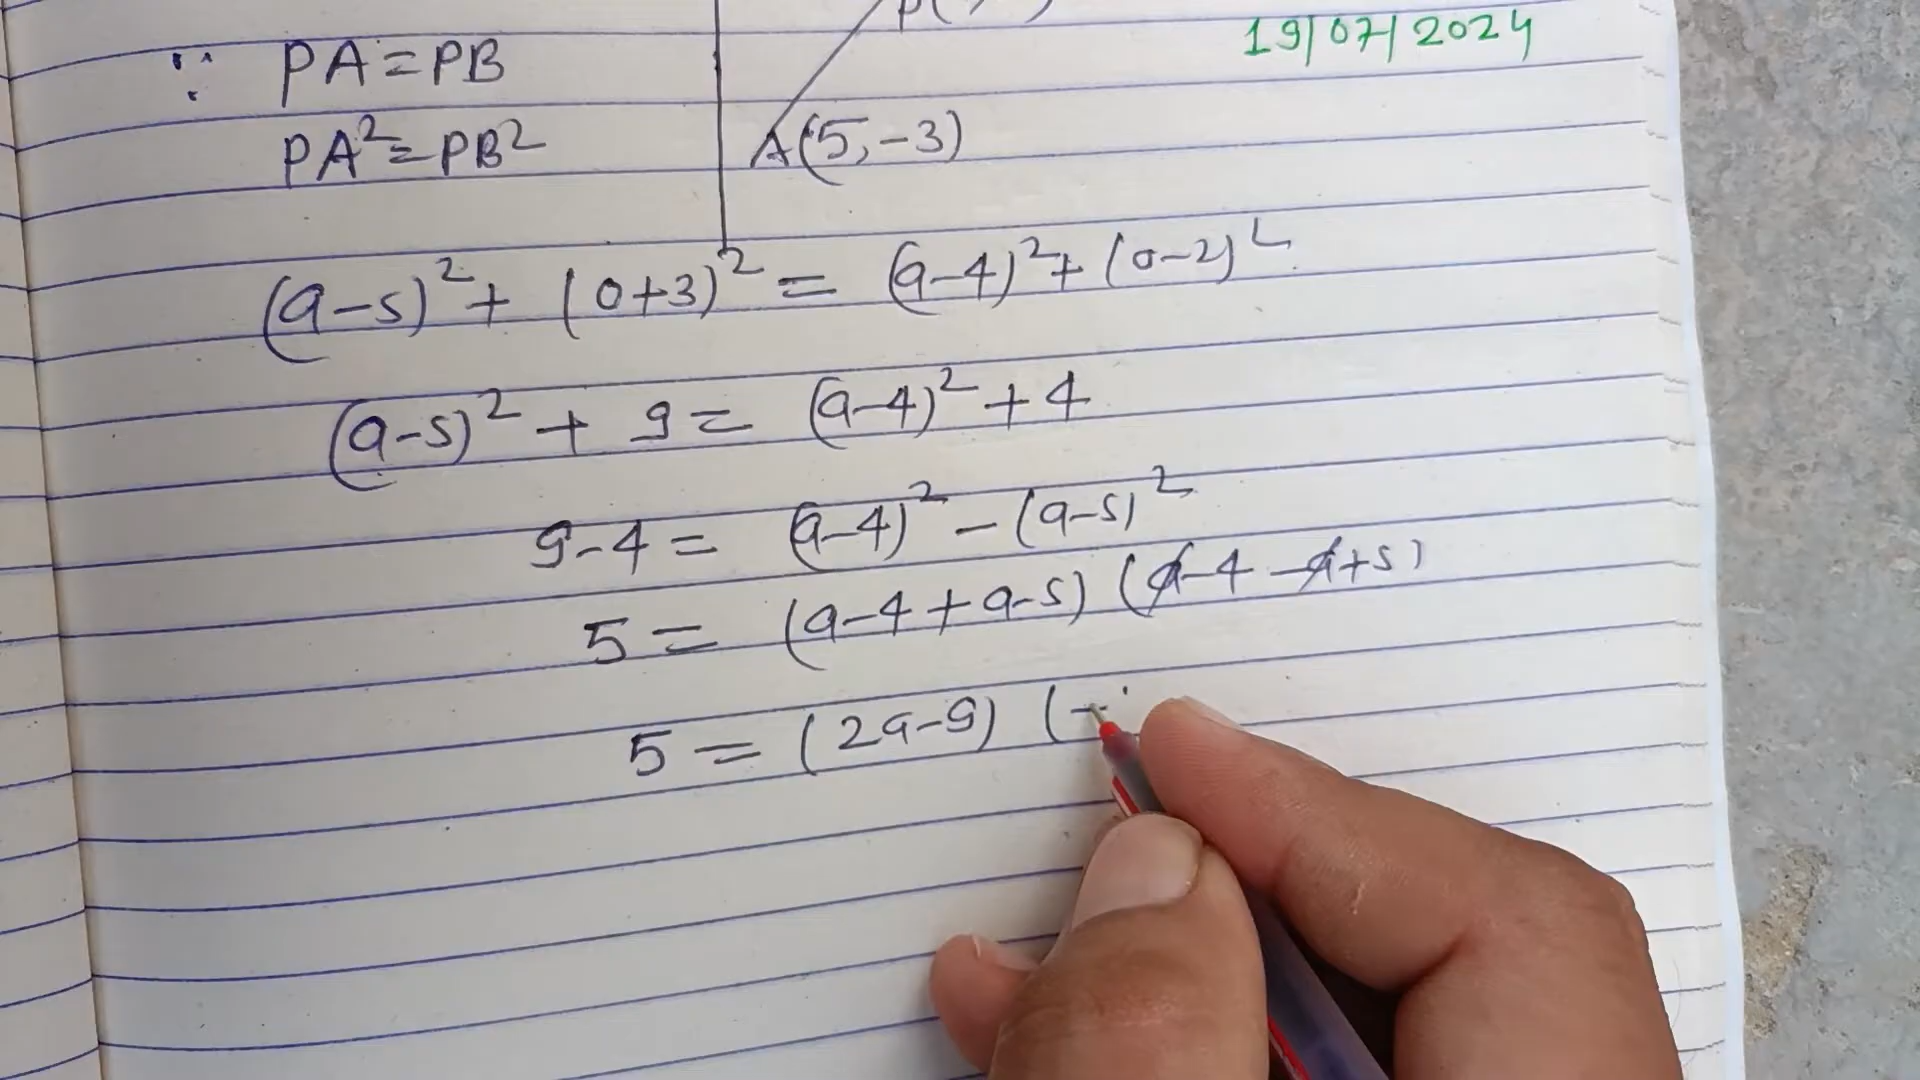 ∵ PA = PB
19/07/2024
PA² = PB²
A(5, -3)
(a-5)² + (0+3)² = (a-4)² + (0-2)²
(a-5)² + 9 = (a-4)² + 4
9-4 = (a-4)² - (a-5)²
5 = (a-4+a-5) (a-4-a+5)
5 = (2a-9) (